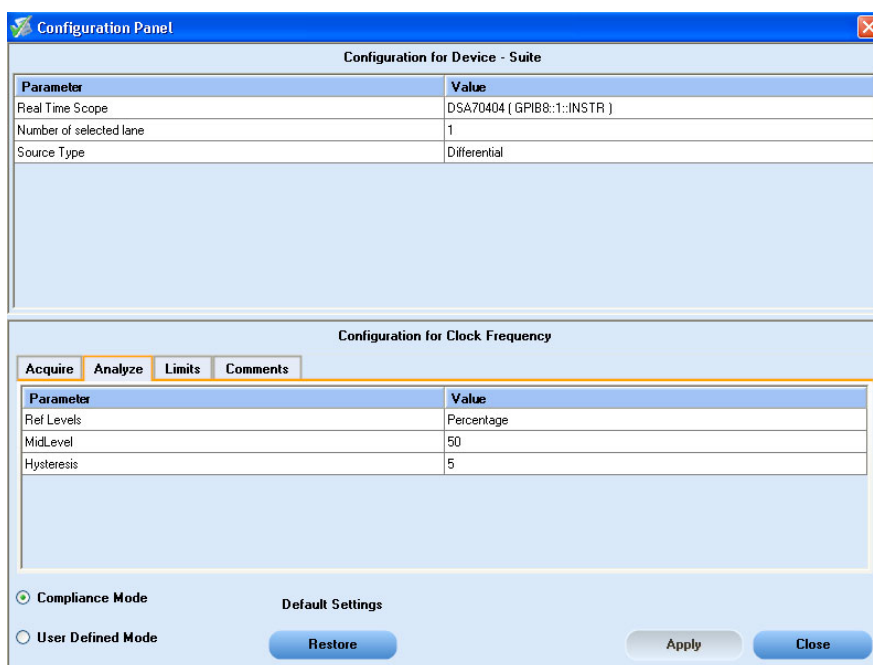 Configuration Panel
Configuration for Device - Suite
Parameter Value
Real Time Scope DSA70404 ( GPIB8::1::INSTR )
Number of selected lane 1
Source Type Differential
Configuration for Clock Frequency
Acquire Analyze Limits Comments
Parameter Value
Ref Levels Percentage
MidLevel 50
Hysteresis 5
Compliance Mode
Default Settings
User Defined Mode Restore Apply Close